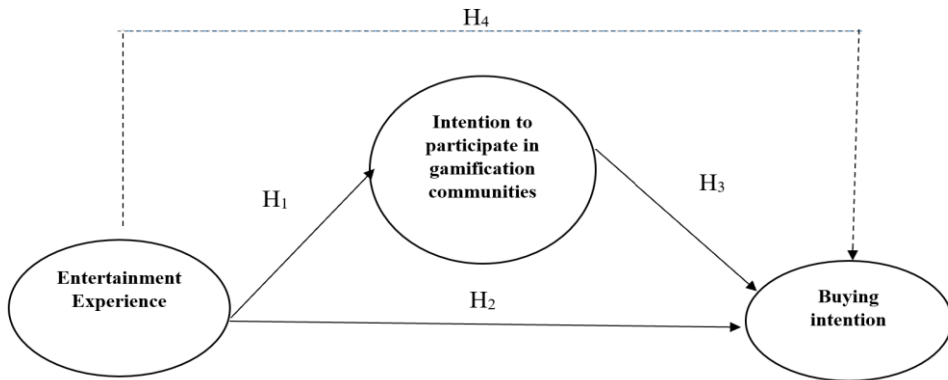 H₄
Intention to
participate in
gamification
communities
H₁
H₃
Entertainment
Experience
H₂
Buying
intention